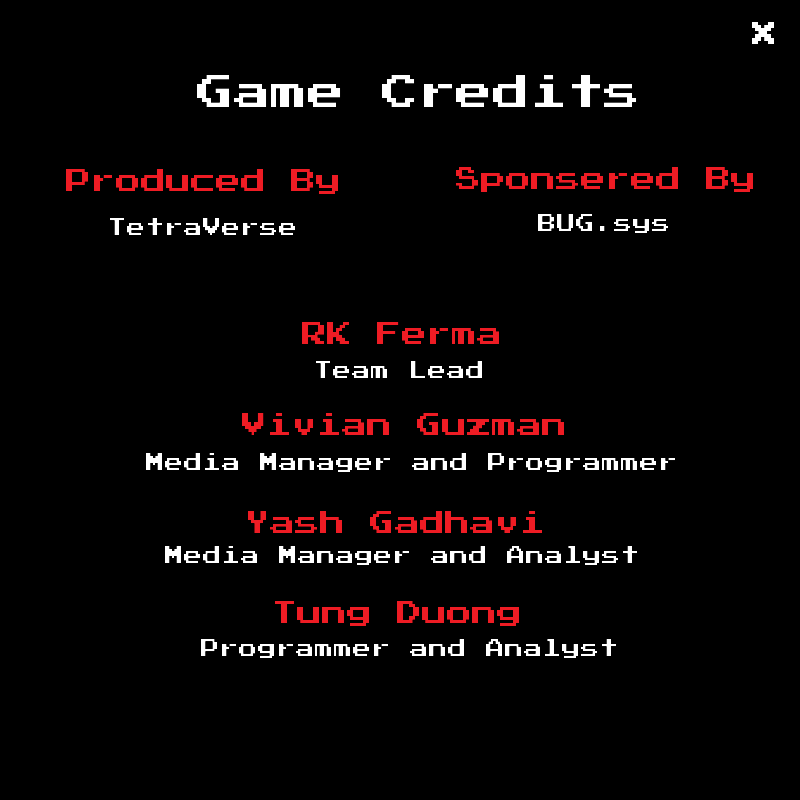 x
Game Credits
Produced By
TetraVerse
Sponsered By
BUG.sys
RK Ferma
Team Lead
Vivian Guzman
Media Manager and Programmer
Yash Gadhavi
Media Manager and Analyst
Tung Duong
Programmer and Analyst